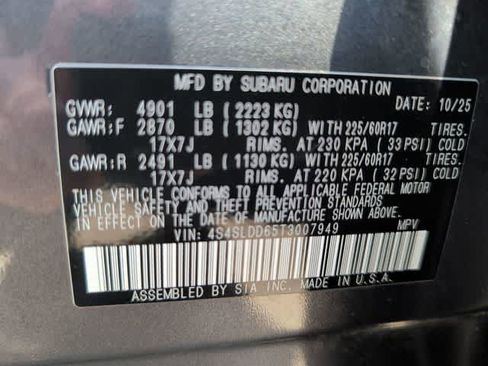 MFD BY SUBARU CORPORATION
DATE: 10/25
GVWR: 4901 LB (2223 KG)
GAWR:F 2870 LB (1302 KG) WITH 225/60R17 TIRES.
17X7J RIMS. AT 230 KPA (33 PSI) COLD
GAWR:R 2491 LB (1130 KG) WITH 225/60R17 TIRES.
17X7J RIMS. AT 220 KPA (32 PSI) COLD
THIS VEHICLE CONFORMS TO ALL APPLICABLE FEDERAL MOTOR
VEHICLE SAFETY AND THEFT PREVENTION STANDARDS
IN EFFECT ON THE DATE OF MANUFACTURE SHOWN ABOVE.
VIN: 4S4SLDD65T3007949 MPV
ASSEMBLED BY SIA INC. MADE IN U.S.A.